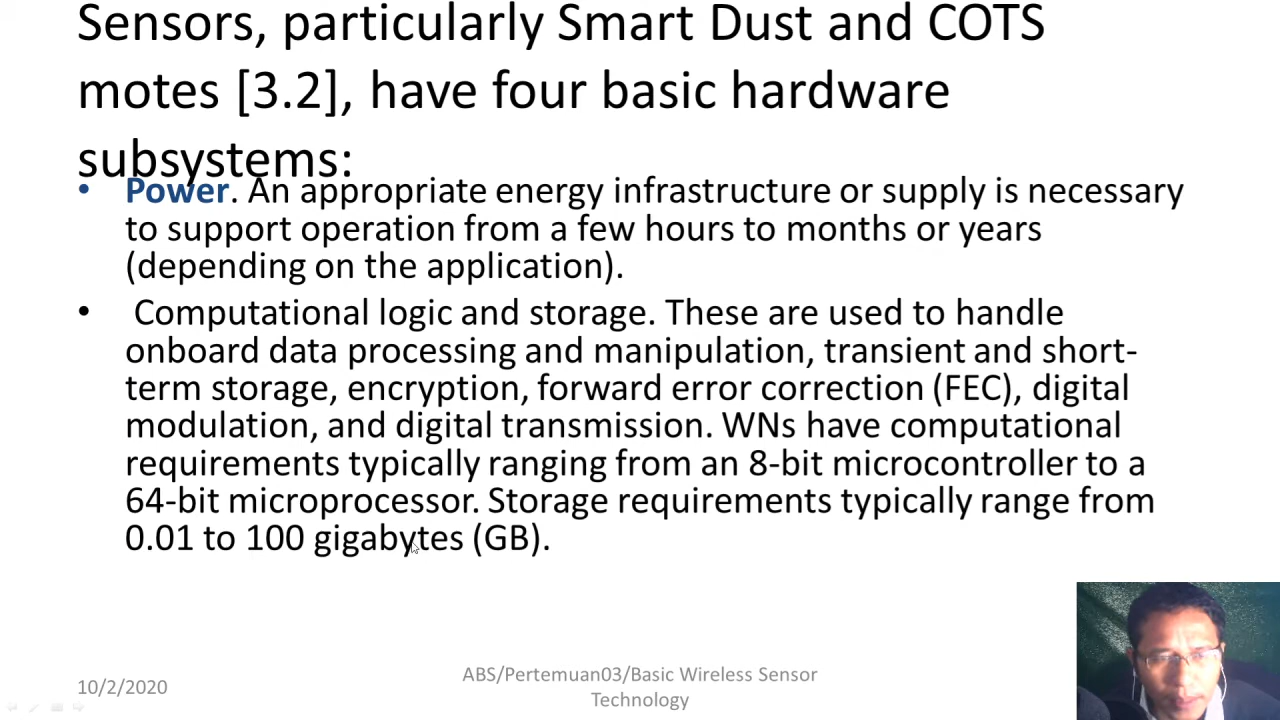 Sensors, particularly Smart Dust and COTS
motes [3.2], have four basic hardware
subsystems:
• Power. An appropriate energy infrastructure or supply is necessary
to support operation from a few hours to months or years
(depending on the application).
• Computational logic and storage. These are used to handle
onboard data processing and manipulation, transient and short-
term storage, encryption, forward error correction (FEC), digital
modulation, and digital transmission. WNs have computational
requirements typically ranging from an 8-bit microcontroller to a
64-bit microprocessor. Storage requirements typically range from
0.01 to 100 gigabytes (GB).
10/2/2020
ABS/Pertemuan03/Basic Wireless Sensor
Technology